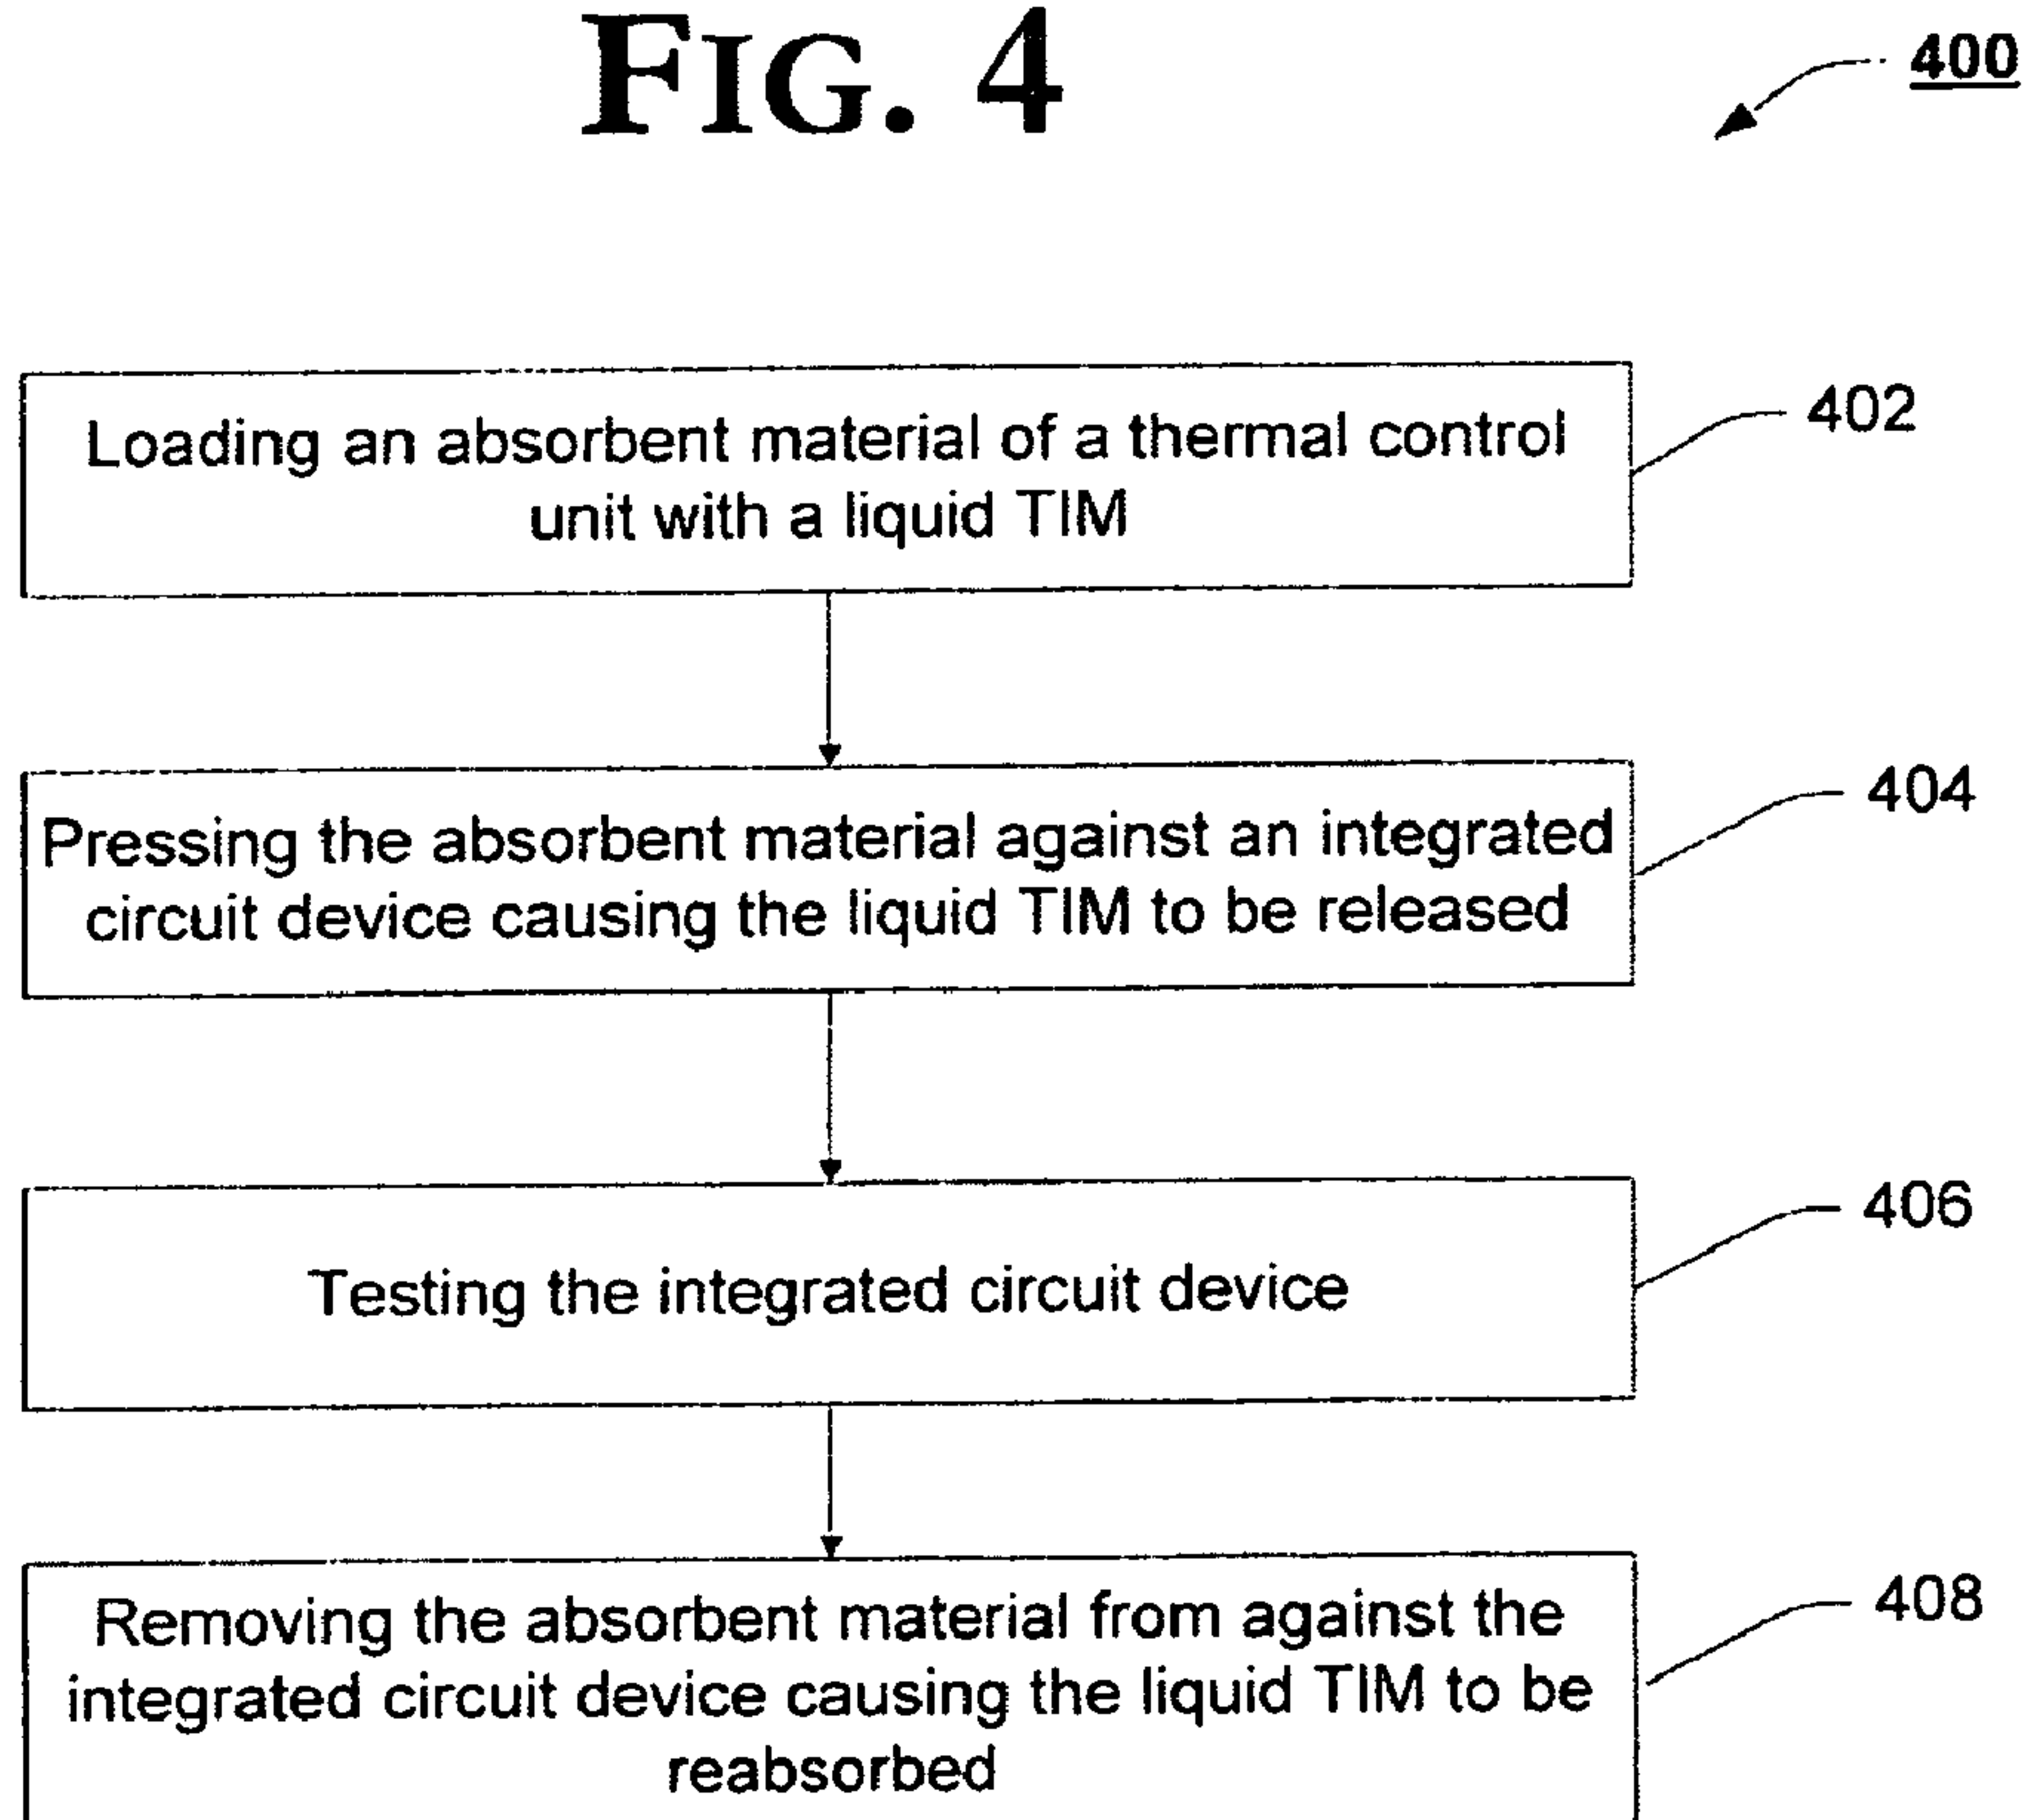 FIG. 4
400
Loading an absorbent material of a thermal control
unit with a liquid TIM
402
Pressing the absorbent material against an integrated
circuit device causing the liquid TIM to be released
404
Testing the integrated circuit device
406
Removing the absorbent material from against the
integrated circuit device causing the liquid TIM to be
reabsorbed
408